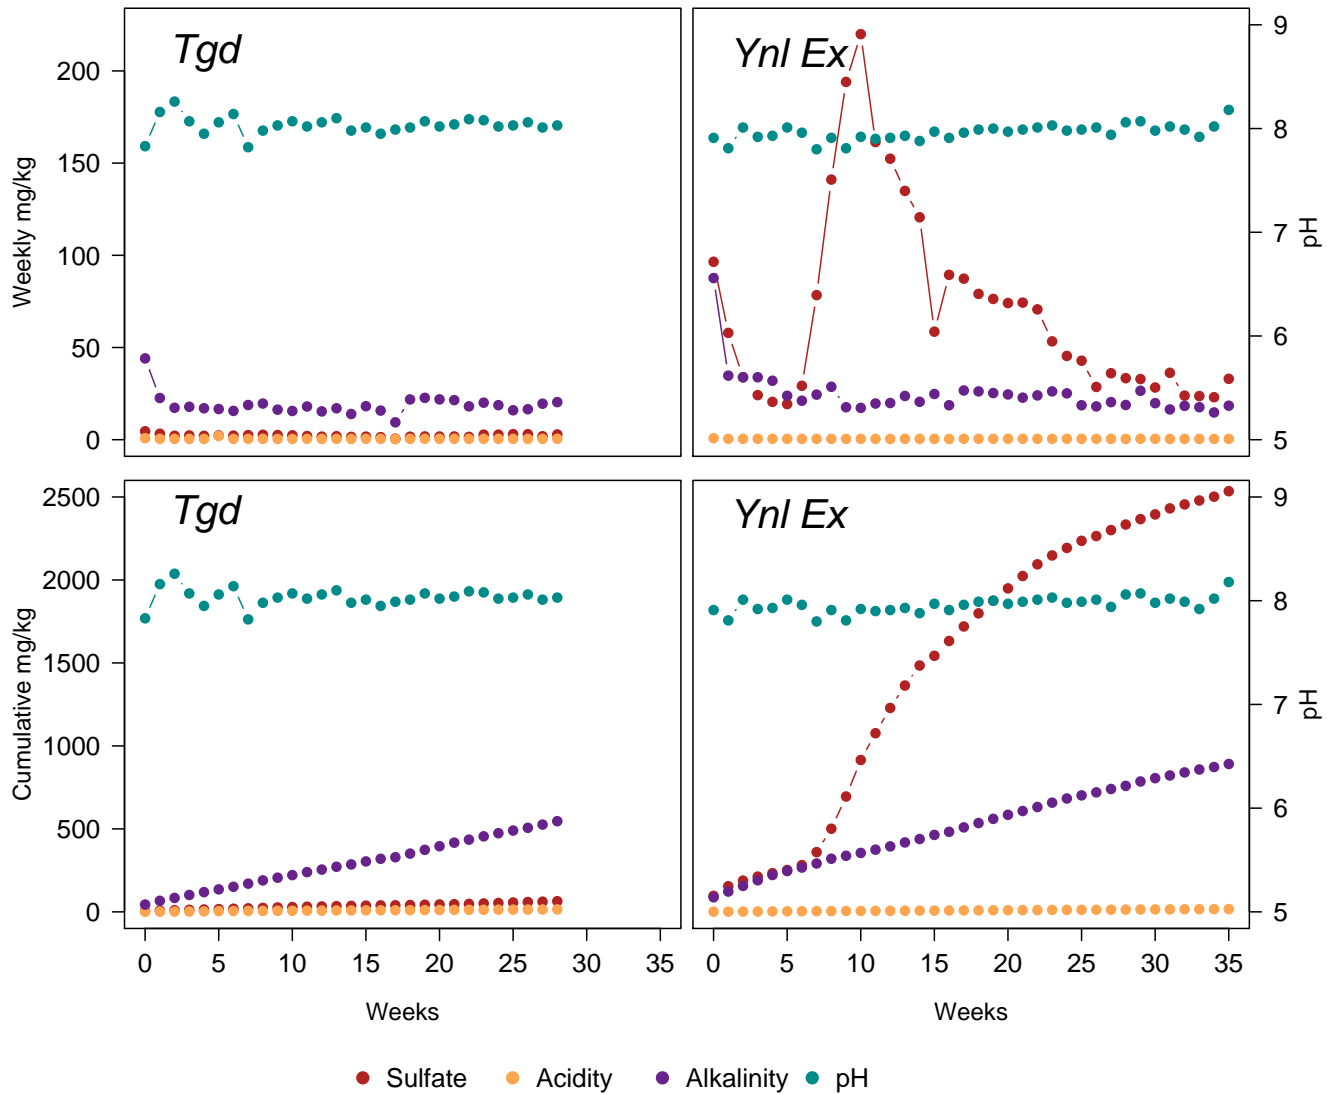 Tgd
Ynl Ex
9
8
7
6
5
pH
200
150
100
50
0
Weekly mg/kg
Tgd
Ynl Ex
9
8
7
6
5
pH
2500
2000
1500
1000
500
0
Cumulative mg/kg
0 5 10 15 20 25 30 35
0 5 10 15 20 25 30 35
Weeks
Weeks
Sulfate Acidity Alkalinity pH